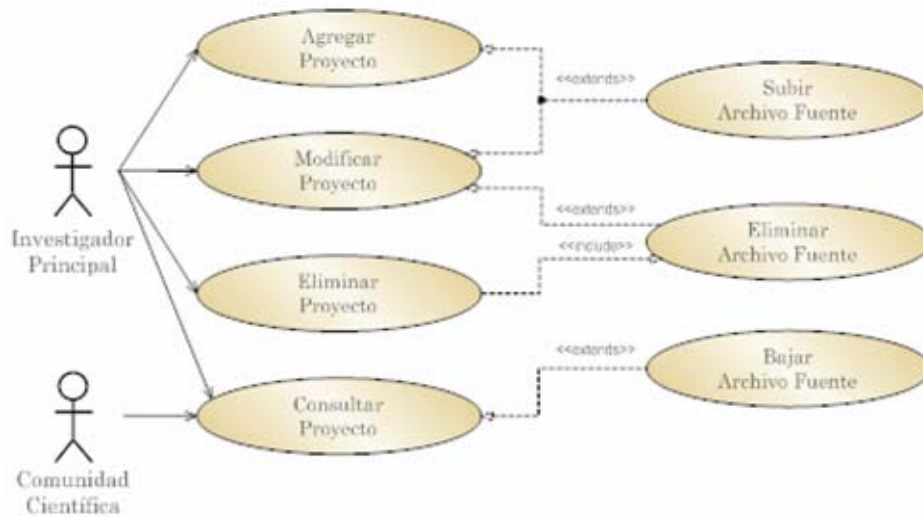 Agregar
Proyecto
<<extends>>
Subir
Archivo Fuente
Modificar
Proyecto
Investigador
Principal
<<extends>>
Eliminar
Archivo Fuente
<<include>>
Eliminar
Proyecto
<<extends>>
Bajar
Archivo Fuente
Consultar
Proyecto
Comunidad
Científica